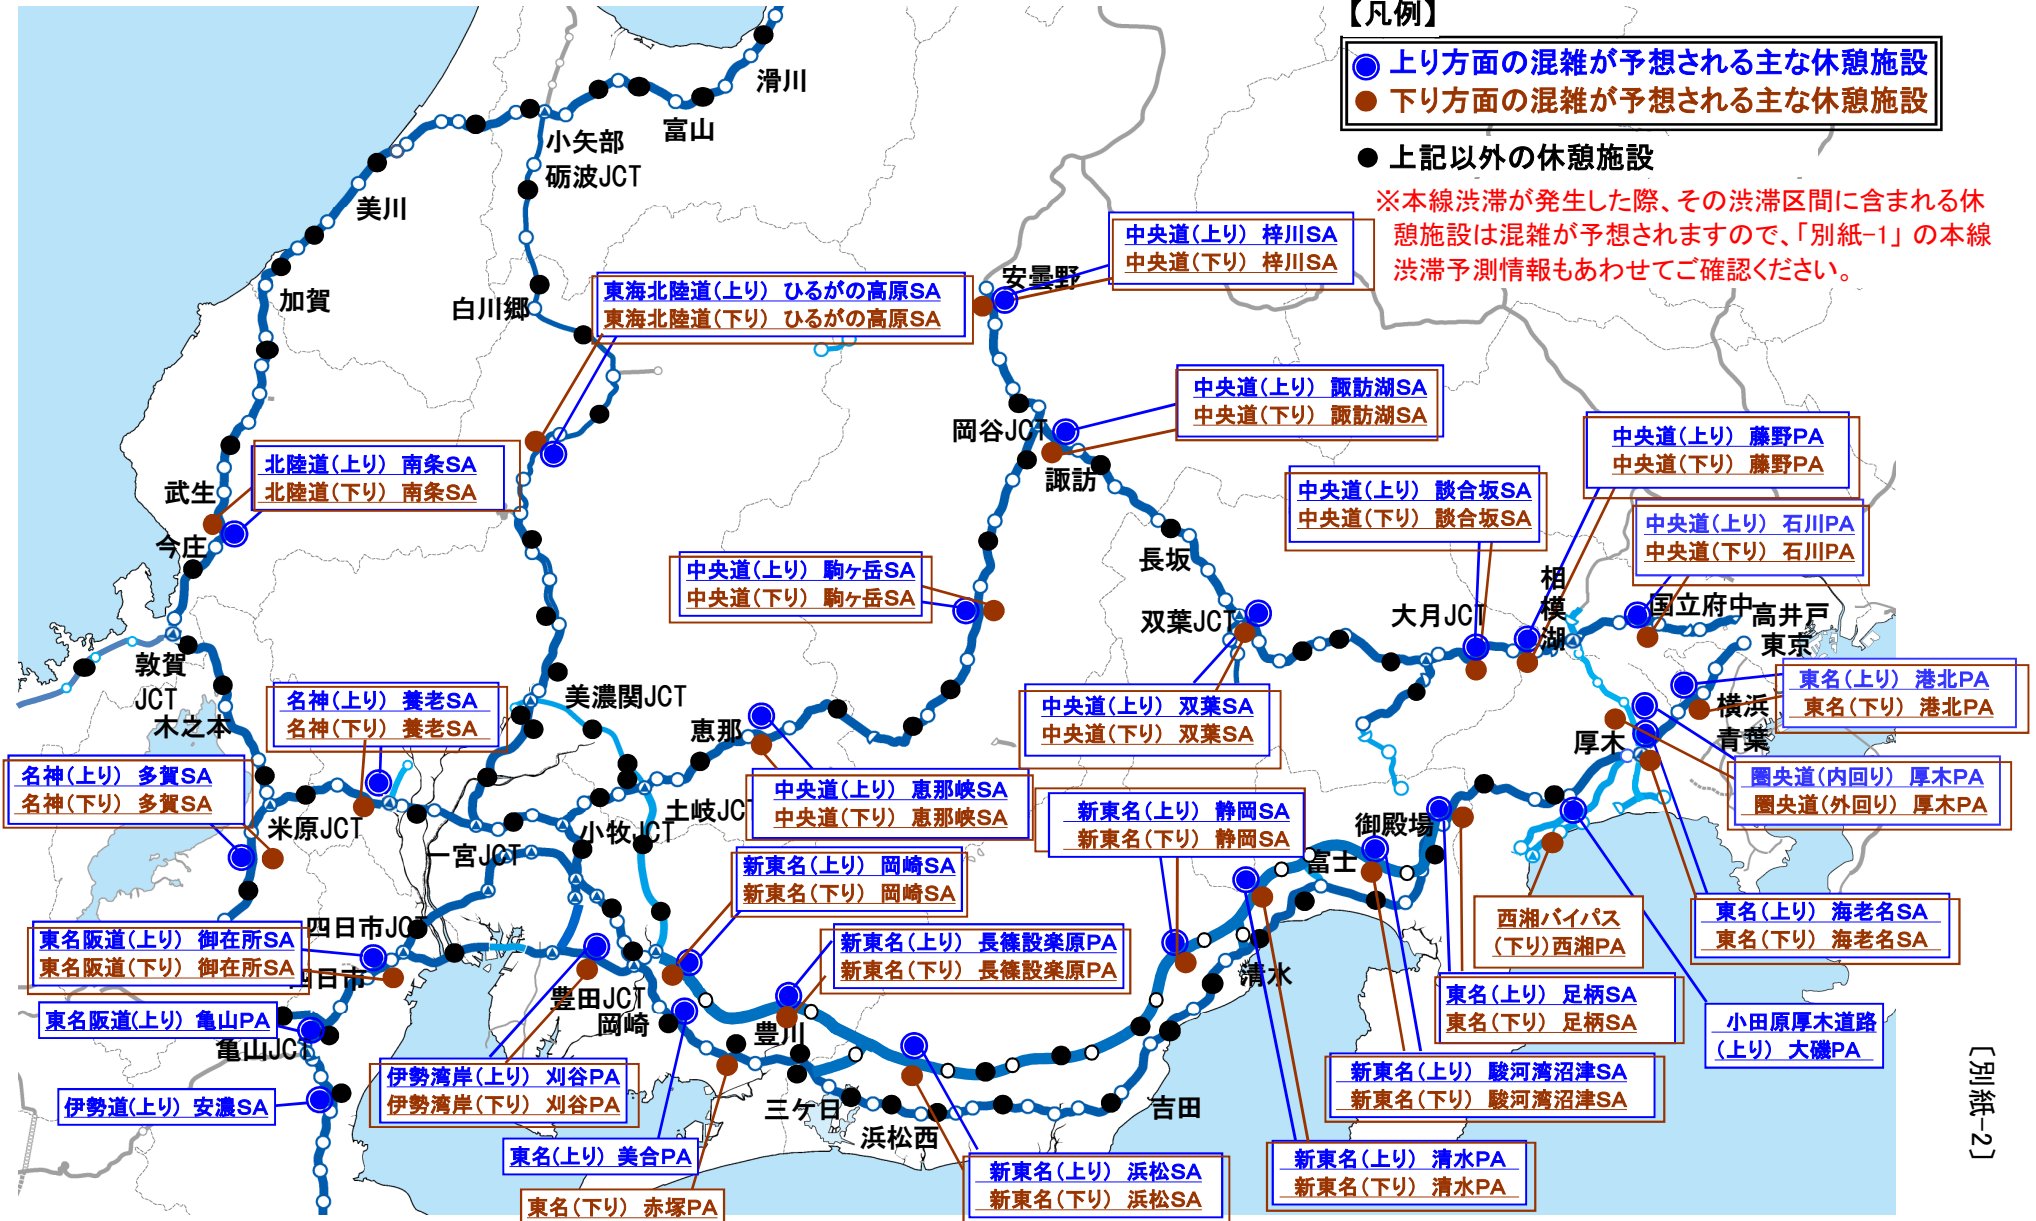 【凡例】
上り方面の混雑が予想される主な休憩施設
下り方面の混雑が予想される主な休憩施設
上記以外の休憩施設
※本線渋滞が発生した際、その渋滞区間に含まれる休
憩施設は混雑が予想されますので、「別紙-1」の本線
渋滞予測情報もあわせてご確認ください。
滑川
富山
小矢部
砺波JCT
美川
加賀
白川郷
東海北陸道(上り) ひるがの高原SA
東海北陸道(下り) ひるがの高原SA
安曇野
中央道(上り) 梓川SA
中央道(下り) 梓川SA
中央道(上り) 諏訪湖SA
中央道(下り) 諏訪湖SA
岡谷JCT
諏訪
中央道(上り) 藤野PA
中央道(下り) 藤野PA
北陸道(上り) 南条SA
北陸道(下り) 南条SA
武生
今庄
中央道(上り) 談合坂SA
中央道(下り) 談合坂SA
中央道(上り) 石川PA
中央道(下り) 石川PA
長坂
中央道(上り) 駒ヶ岳SA
中央道(下り) 駒ヶ岳SA
相模湖
国立府中
高井戸
東京
双葉JCT
大月JCT
敦賀
JCT
木之本
名神(上り) 養老SA
名神(下り) 養老SA
美濃関JCT
恵那
中央道(上り) 双葉SA
中央道(下り) 双葉SA
東名(上り) 港北PA
東名(下り) 港北PA
横浜
青葉
厚木
名神(上り) 多賀SA
名神(下り) 多賀SA
圏央道(内回り) 厚木PA
圏央道(外回り) 厚木PA
中央道(上り) 恵那峡SA
中央道(下り) 恵那峡SA
土岐JCT
新東名(上り) 静岡SA
新東名(下り) 静岡SA
米原JCT
一宮JCT
小牧JCT
御殿場
富士
新東名(上り) 岡崎SA
新東名(下り) 岡崎SA
西湘バイパス
(下り)西湘PA
東名(上り) 海老名SA
東名(下り) 海老名SA
四日市JCT
東名阪道(上り) 御在所SA
東名阪道(下り) 御在所SA
四日市
新東名(上り) 長篠設楽原PA
新東名(下り) 長篠設楽原PA
清水
豊田JCT
岡崎
豊川
東名(上り) 足柄SA
東名(下り) 足柄SA
小田原厚木道路
(上り) 大磯PA
東名阪道(上り) 亀山PA
亀山JCT
伊勢湾岸(上り) 刈谷PA
伊勢湾岸(下り) 刈谷PA
新東名(上り) 駿河湾沼津SA
新東名(下り) 駿河湾沼津SA
伊勢道(上り) 安濃SA
三ケ日
浜松西
吉田
東名(上り) 美合PA
新東名(上り) 浜松SA
新東名(下り) 浜松SA
新東名(上り) 清水PA
新東名(下り) 清水PA
東名(下り) 赤塚PA
〔別紙-2〕